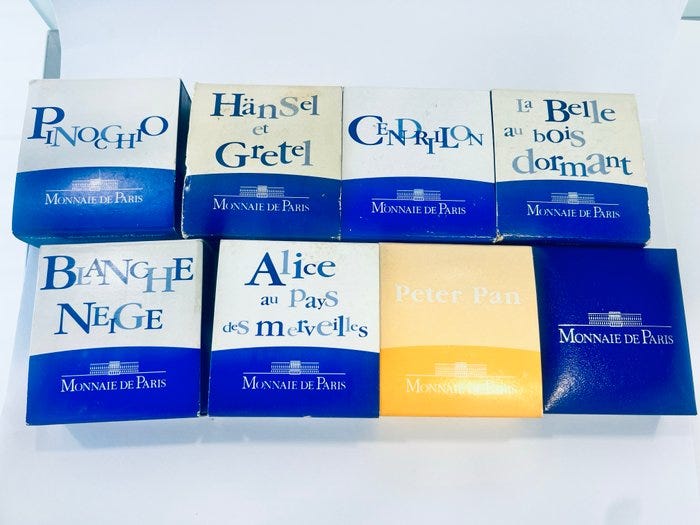 PINOCCHIO
MONNAIE DE PARIS
Hänsel
et
Gretel
MONNAIE DE PARIS
CENDRILLON
MONNAIE DE PARIS
La Belle
au bois
dormant
MONNAIE DE PARIS
BLANCHE
NEIGE
MONNAIE DE PARIS
Alice
au pays
des merveilles
MONNAIE DE PARIS
Peter Pan
MONNAIE DE PARIS
MONNAIE DE PARIS